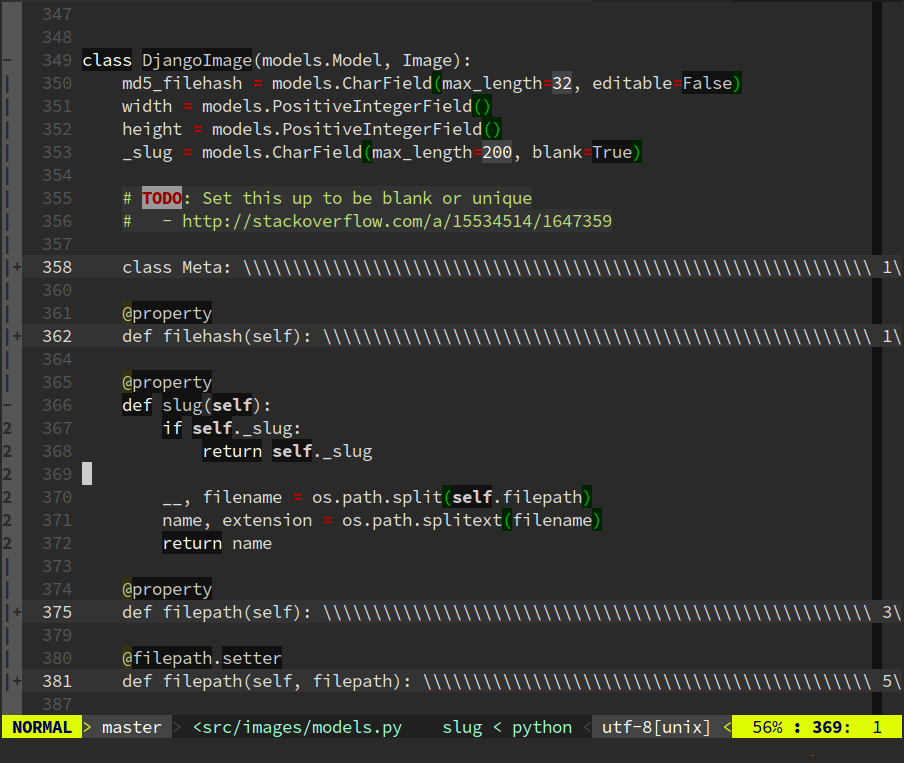 347
348
- 349 class DjangoImage(models.Model, Image):
| 350     md5_filehash = models.CharField(max_length=32, editable=False)
| 351     width = models.PositiveIntegerField()
| 352     height = models.PositiveIntegerField()
| 353     _slug = models.CharField(max_length=200, blank=True)
| 354
| 355     # TODO: Set this up to be blank or unique
| 356     #   - http://stackoverflow.com/a/15534514/1647359
| 357
|+ 358     class Meta: \\\\\\\\\\\\\\\\\\\\\\\\\\\\\\\\\\\\\\\\\\\\\\\\\\\\\\\\\\\\\\\ 1\
| 360
| 361     @property
|+ 362     def filehash(self): \\\\\\\\\\\\\\\\\\\\\\\\\\\\\\\\\\\\\\\\\\\\\\\\\\\\\\\ 1\
| 364
| 365     @property
- 366     def slug(self):
2 367         if self._slug:
2 368             return self._slug
2 369
2 370         __, filename = os.path.split(self.filepath)
2 371         name, extension = os.path.splitext(filename)
2 372         return name
| 373
| 374     @property
|+ 375     def filepath(self): \\\\\\\\\\\\\\\\\\\\\\\\\\\\\\\\\\\\\\\\\\\\\\\\\\\\\\\ 3\
| 379
| 380     @filepath.setter
|+ 381     def filepath(self, filepath): \\\\\\\\\\\\\\\\\\\\\\\\\\\\\\\\\\\\\\\\\\\\\ 5\
387
NORMAL > master > <src/images/models.py    slug < python < utf-8[unix] < 56% : 369:  1